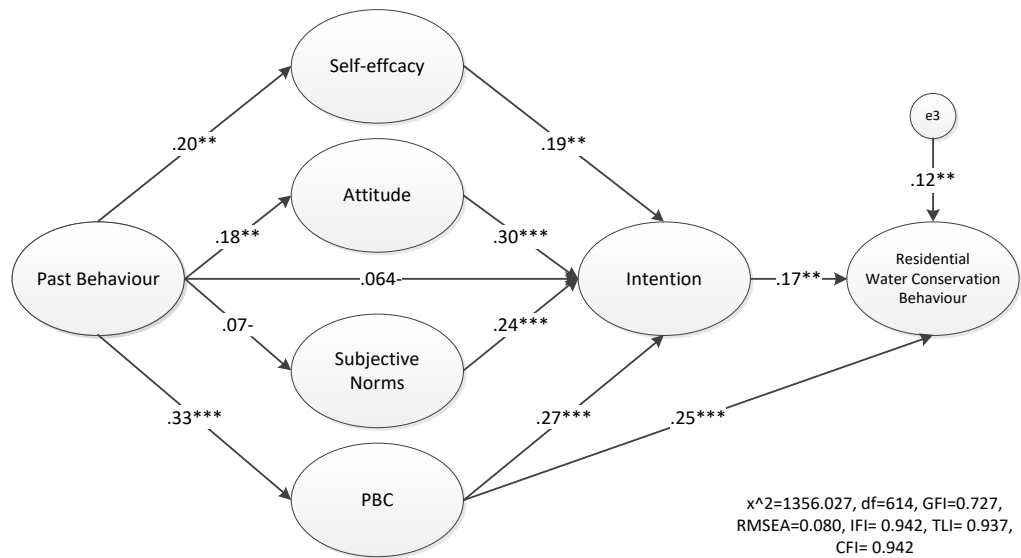 Self-effcacy
e3
.20**
.19**
.12**
Attitude
.18**
.30***
Past Behaviour
.064-
Intention
.17**
Residential
Water Conservation
Behaviour
.07-
.24***
Subjective
Norms
.33***
.27***
.25***
PBC
x^2=1356.027, df=614, GFI=0.727,
RMSEA=0.080, IFI= 0.942, TLI= 0.937,
CFI= 0.942